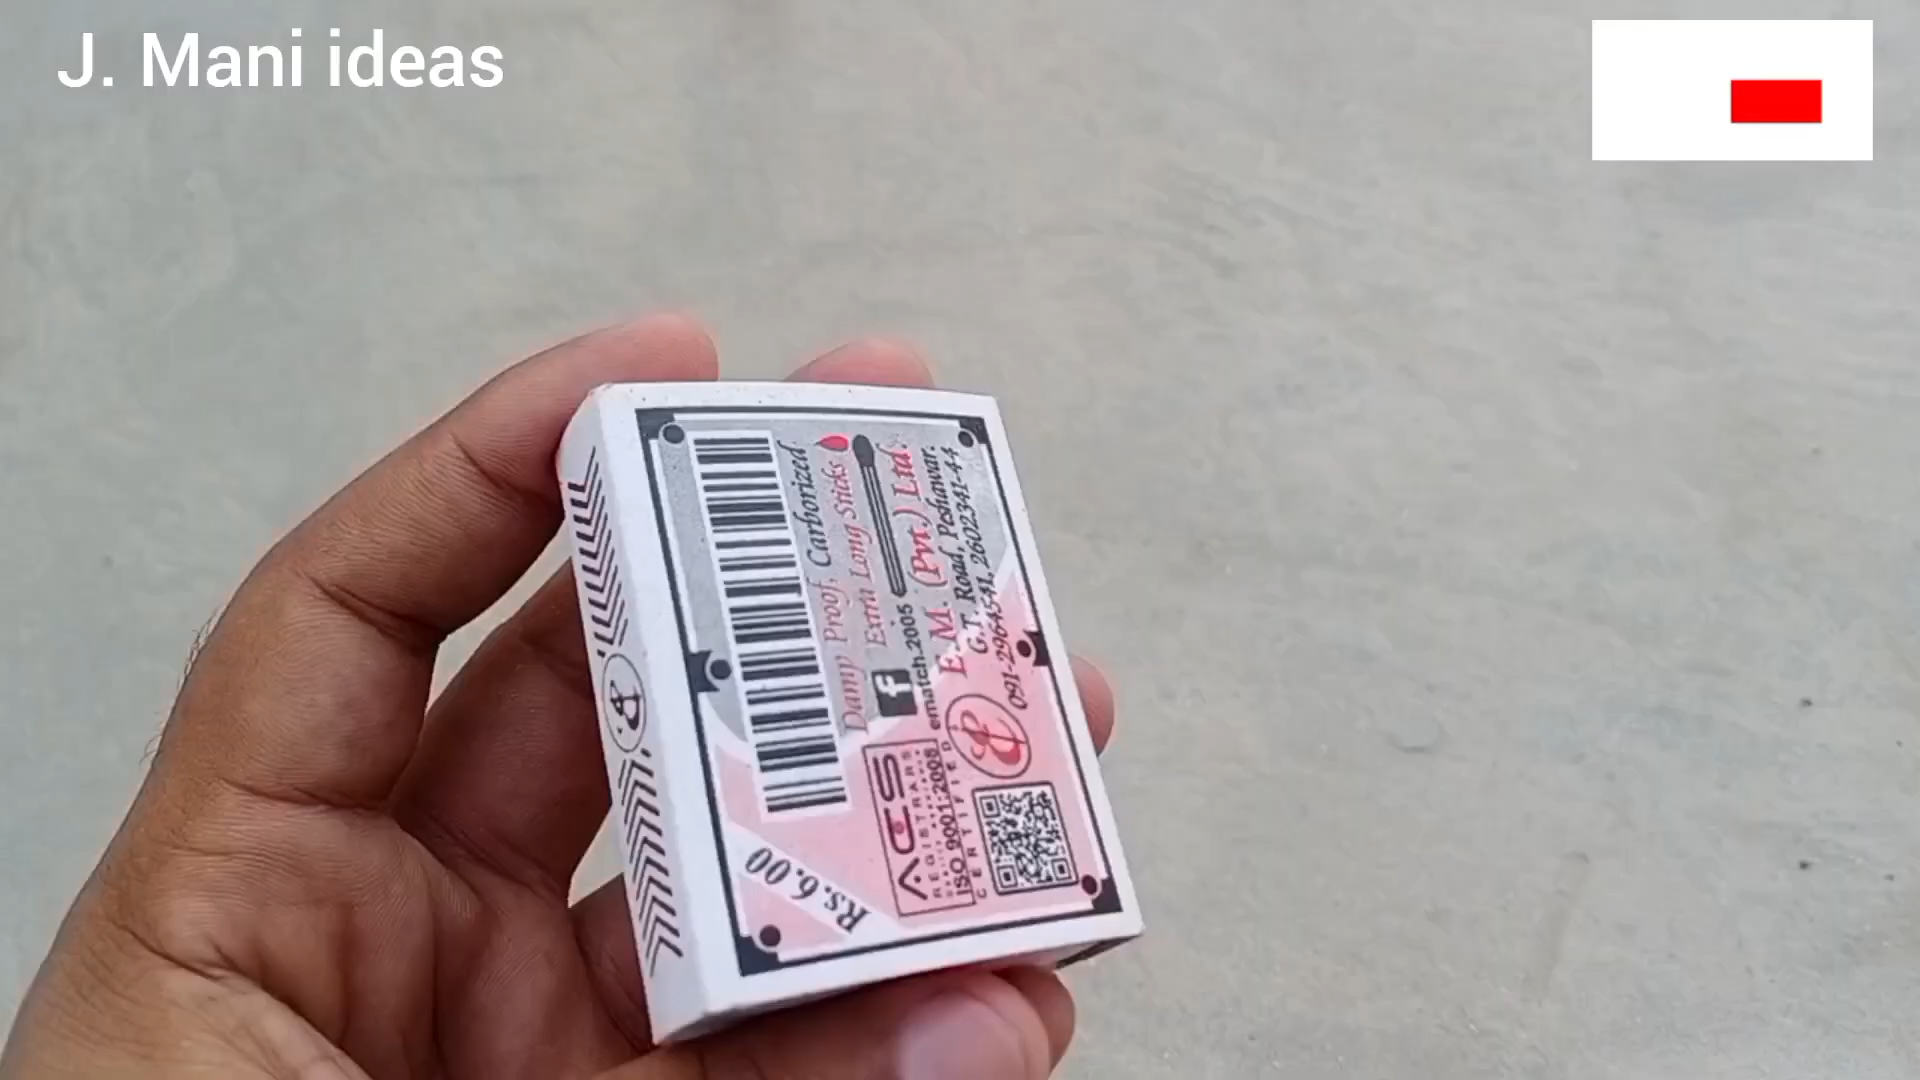 J. Mani ideas
Damp Proof, Carborized
Extra Long Sticks
ematch.2005
E.M. (Pvt.) Ltd.
G.T. Road, Peshawar.
091-2964541, 2602341-44
ACS
REGISTRARS
ISO 9001:2008
CERTIFIED
Rs.6.00